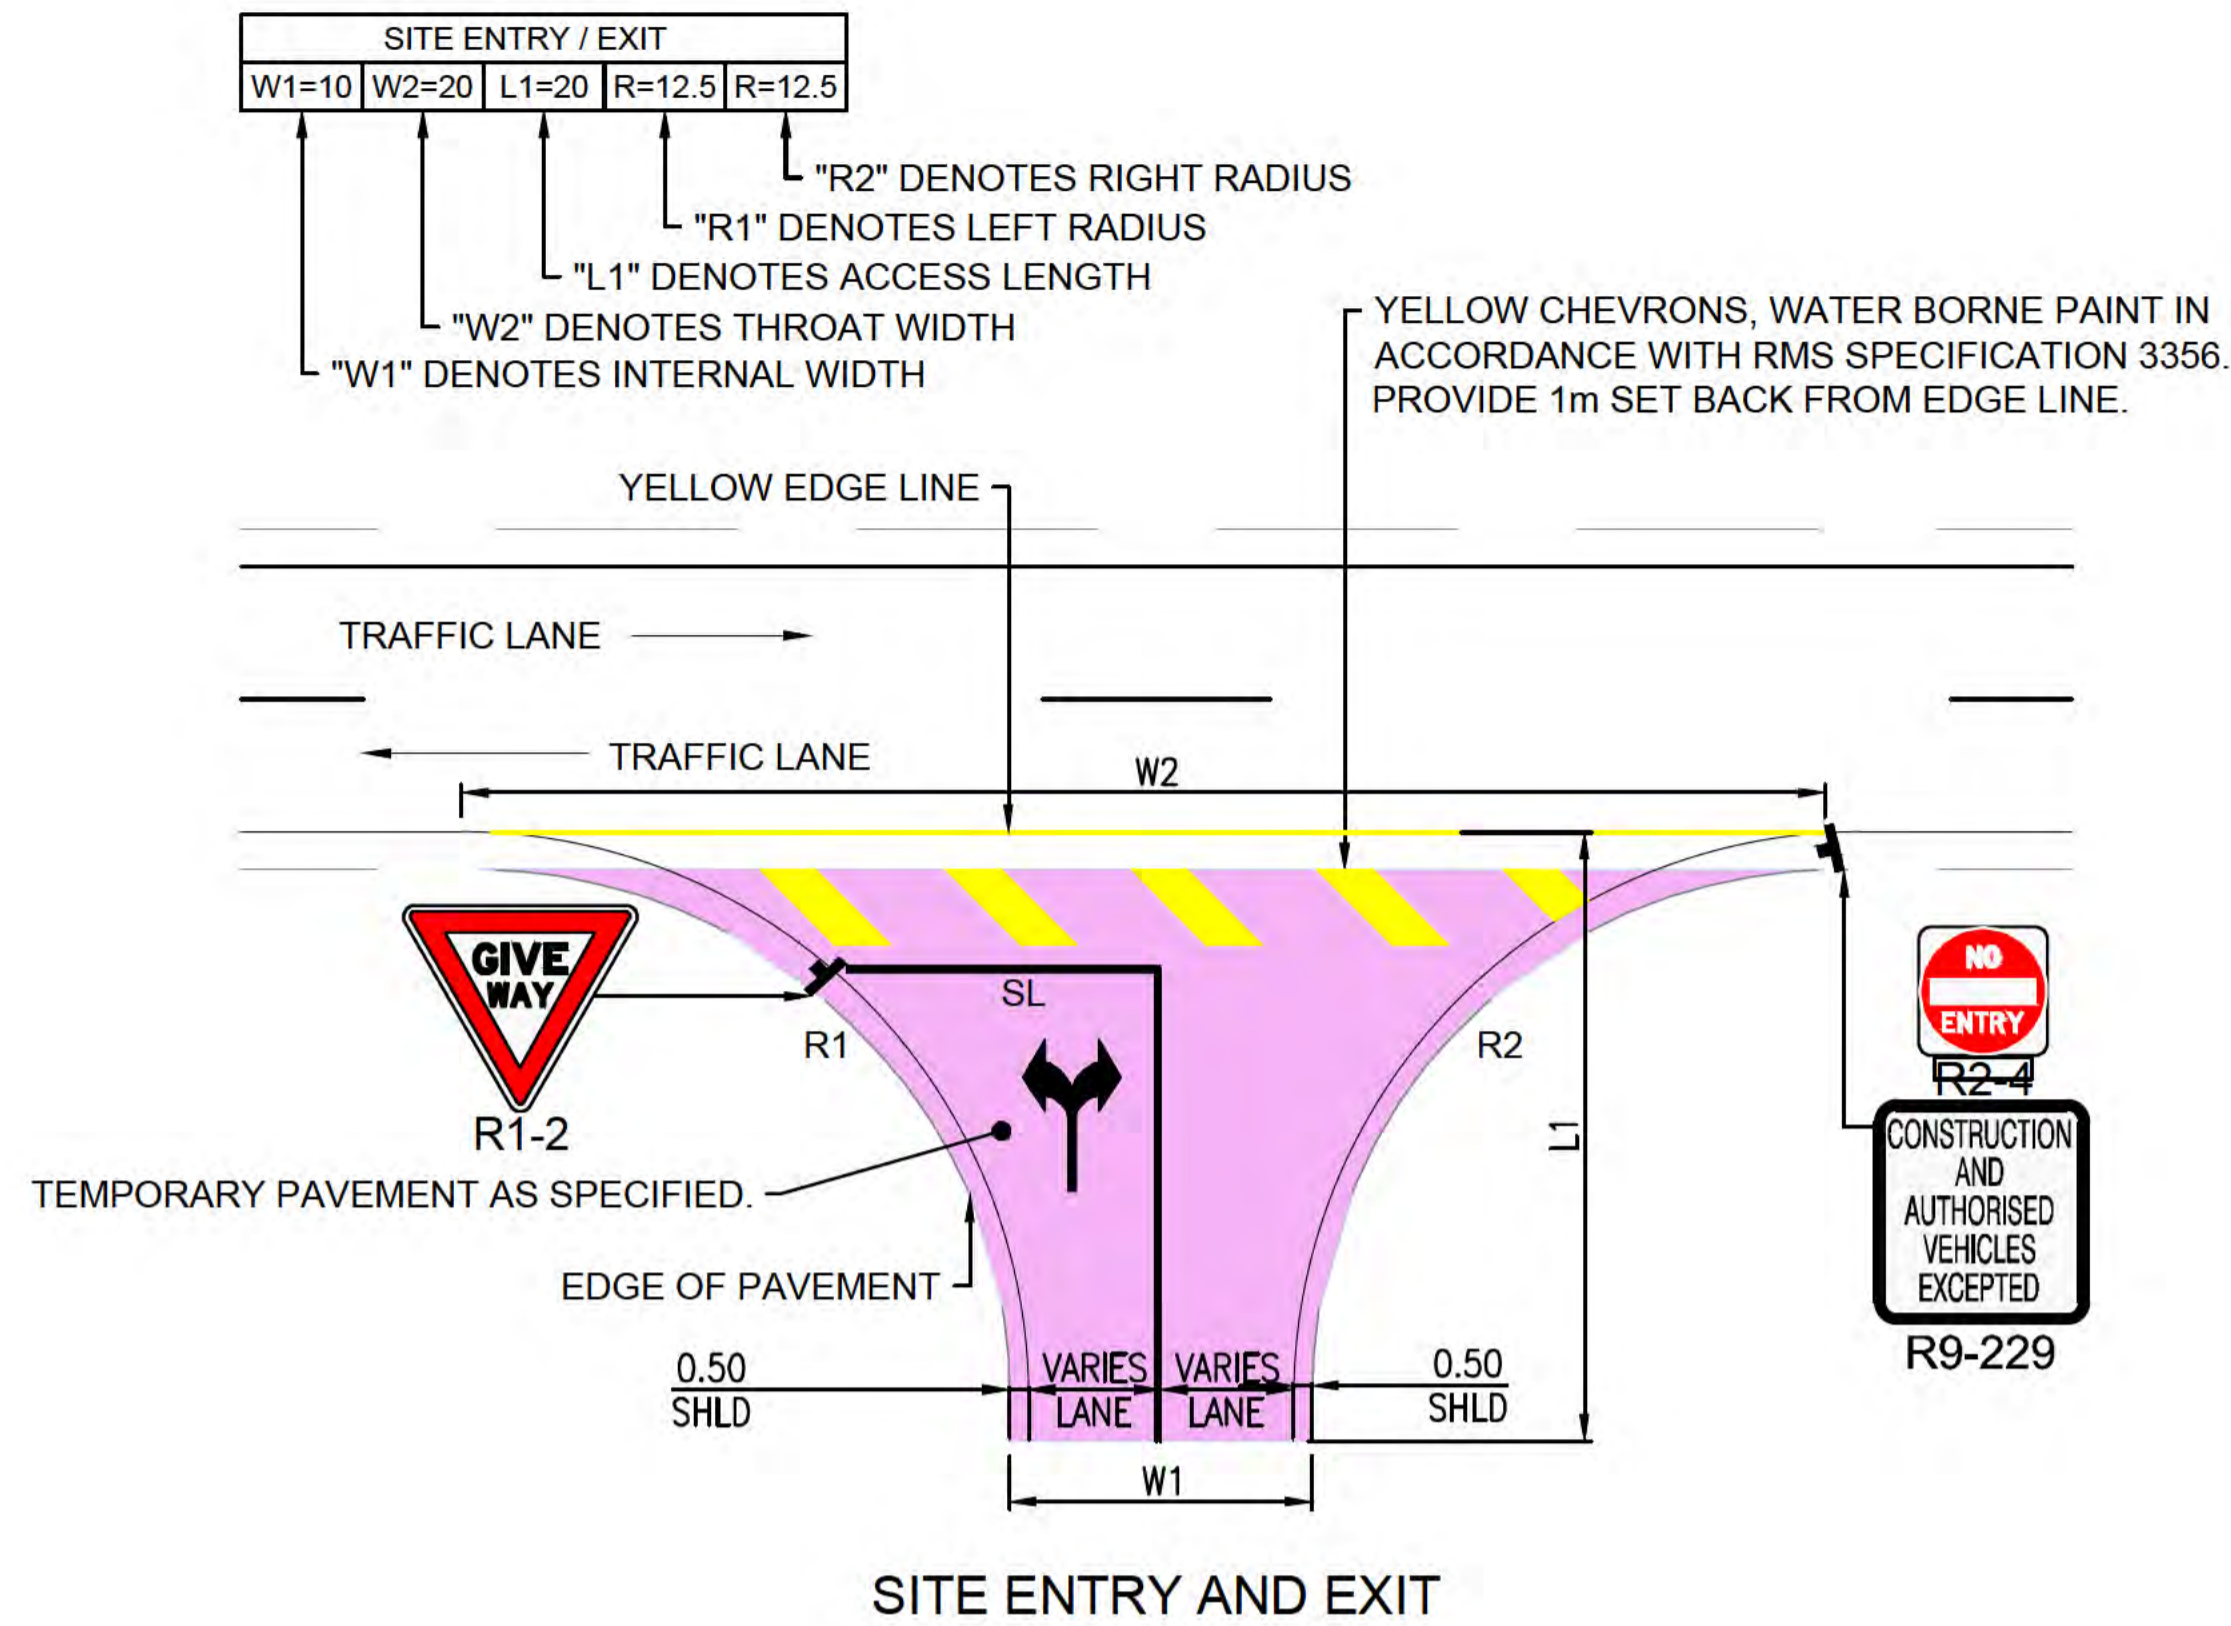 SITE ENTRY / EXIT
W1=10 W2=20 L1=20 R=12.5 R=12.5
"R2" DENOTES RIGHT RADIUS
"R1" DENOTES LEFT RADIUS
"L1" DENOTES ACCESS LENGTH
"W2" DENOTES THROAT WIDTH
"W1" DENOTES INTERNAL WIDTH
YELLOW CHEVRONS, WATER BORNE PAINT IN
ACCORDANCE WITH RMS SPECIFICATION 3356.
PROVIDE 1m SET BACK FROM EDGE LINE.
YELLOW EDGE LINE
TRAFFIC LANE
TRAFFIC LANE
W2
GIVE
WAY
R1-2
SL
R1
R2
L1
NO
ENTRY
R2-4
CONSTRUCTION
AND
AUTHORISED
VEHICLES
EXCEPTED
R9-229
TEMPORARY PAVEMENT AS SPECIFIED.
EDGE OF PAVEMENT
0.50
SHLD
VARIES
LANE
VARIES
LANE
0.50
SHLD
W1
SITE ENTRY AND EXIT